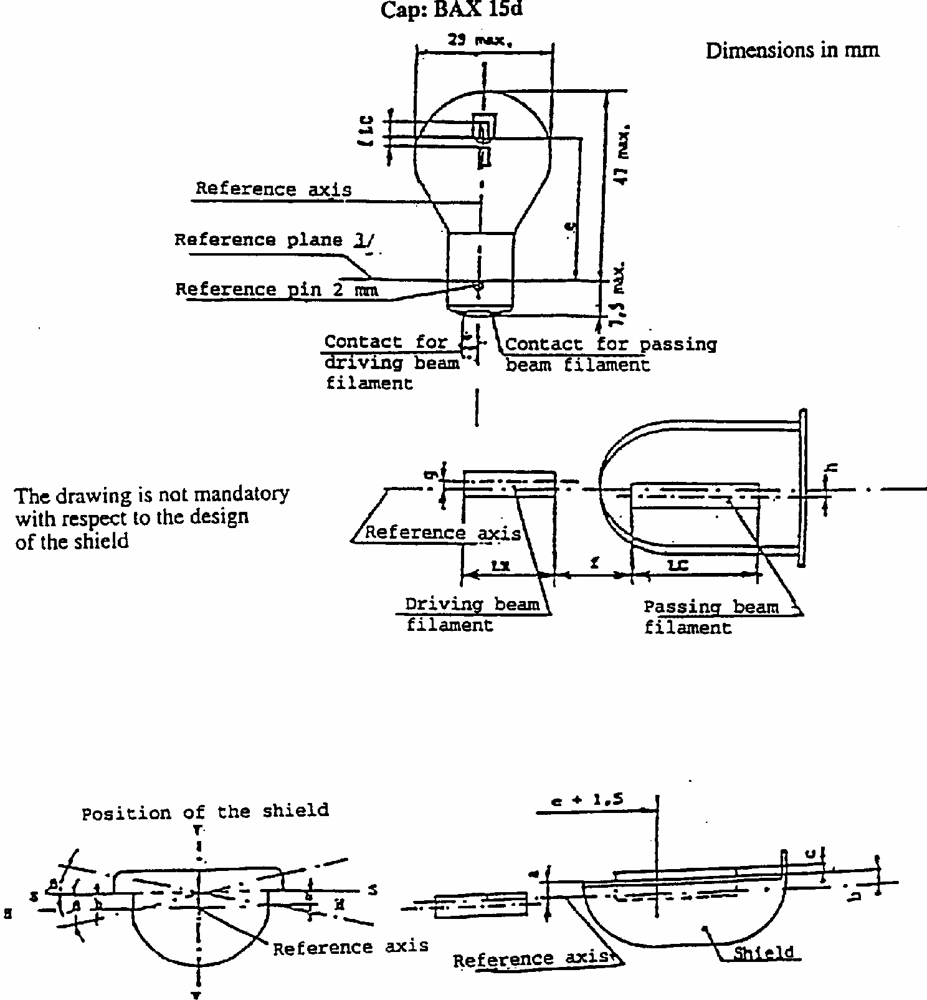 Cap: BAX 15d
29 max.
Dimensions in mm
LC
47 max.
Reference axis
e
Reference plane 1/
Reference pin 2 mm
7,5 max.
Contact for
driving beam
filament
Contact for passing
beam filament
g
h
The drawing is not mandatory
with respect to the design
of the shield
Reference axis
LR
f
LC
Driving beam
filament
Passing beam
filament
e + 1,5
Position of the shield
V
a
c
S
S
H
H
b
Reference axis
Reference axis
Shield
V